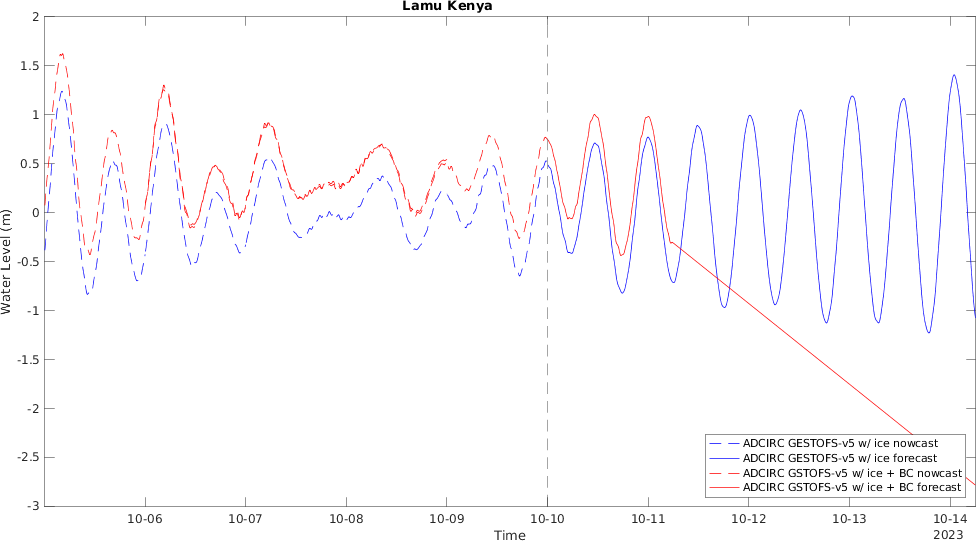 Lamu Kenya
2
1.5
1
0.5
0
-0.5
-1
-1.5
-2
-2.5
-3
Water Level (m)
10-06 10-07 10-08 10-09 10-10 10-11 10-12 10-13 10-14
Time
2023
ADCIRC GESTOFS-v5 w/ ice nowcast
ADCIRC GESTOFS-v5 w/ ice forecast
ADCIRC GSTOFS-v5 w/ ice + BC nowcast
ADCIRC GSTOFS-v5 w/ ice + BC forecast